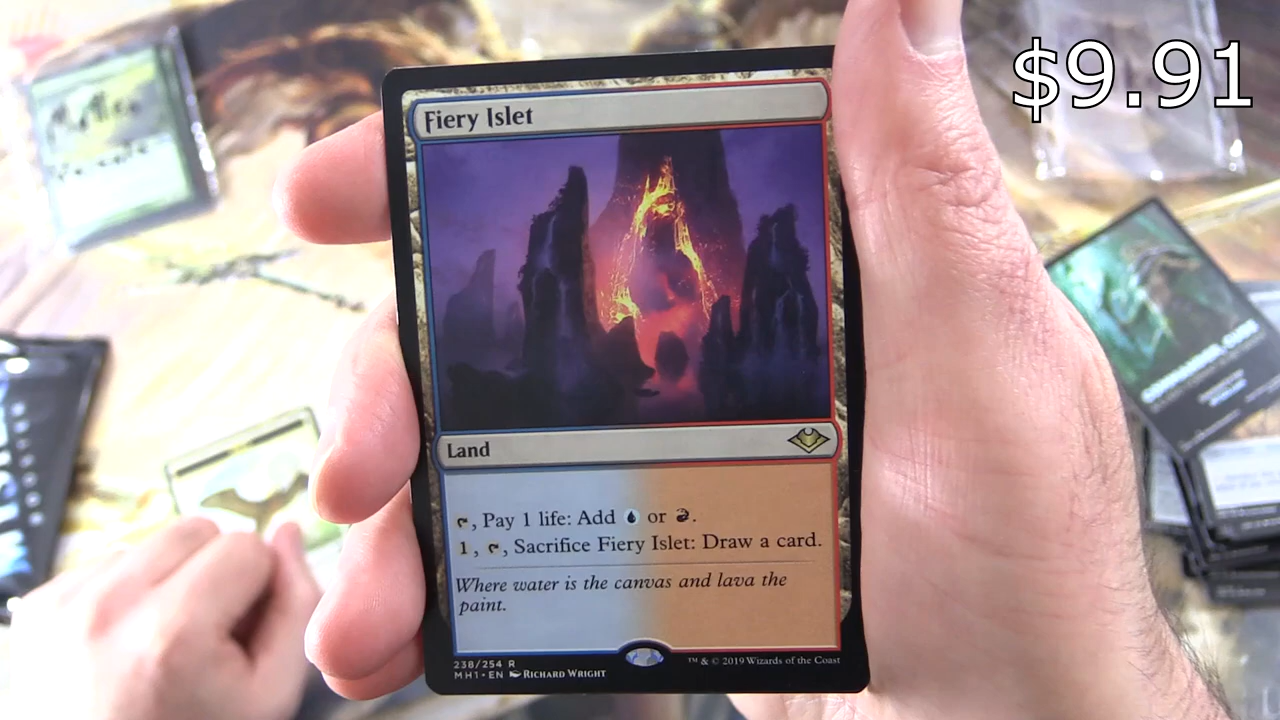 $9.91
Fiery Islet
Land
, Pay 1 life: Add or .
1, , Sacrifice Fiery Islet: Draw a card.
Where water is the canvas and lava the
paint.
238/254 R
MH1 • EN Richard Wright
™ & © 2019 Wizards of the Coast